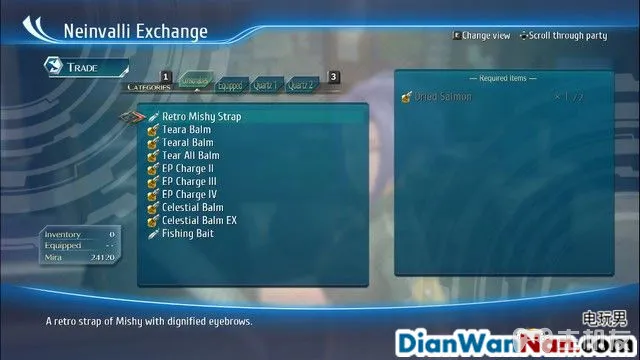 Neinvalli Exchange
Change view Scroll through party
TRADE
1 3
CATEGORIES Equipped Quartz 1 Quartz 2
Required items
Retro Mishy Strap
Dried Salmon
Teara Balm
Tearal Balm
Tear All Balm
EP Charge II
EP Charge III
EP Charge IV
Celestial Balm
Celestial Balm EX
Fishing Bait
Inventory 0
Equipped --
Mira 24120
A retro strap of Mishy with dignified eyebrows.
电玩男
DianWanNan.com